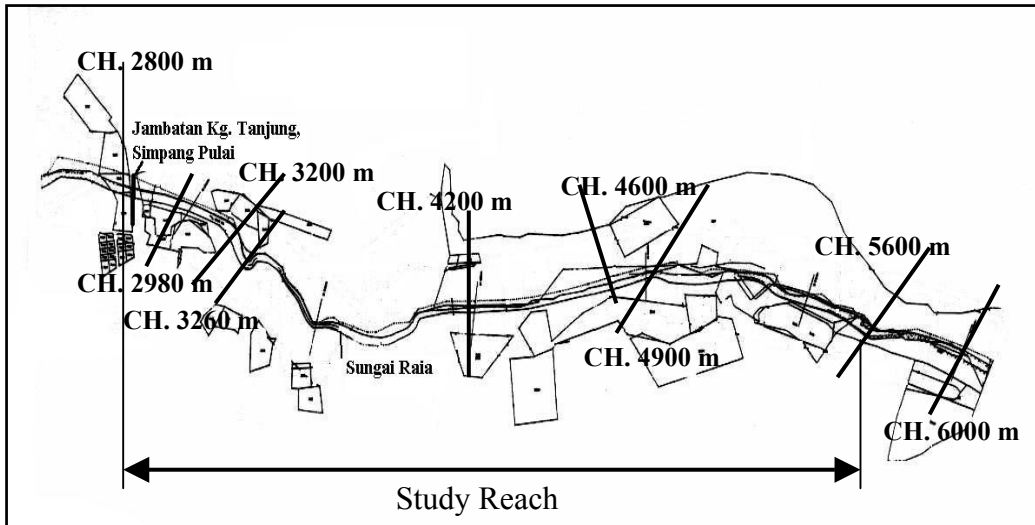 CH. 2800 m
Jambatan Kg. Tanjung,
Simpang Pulai
CH. 3200 m
CH. 4200 m
CH. 4600 m
CH. 5600 m
CH. 2980 m
CH. 3260 m
Sungai Raia
CH. 4900 m
CH. 6000 m
Study Reach